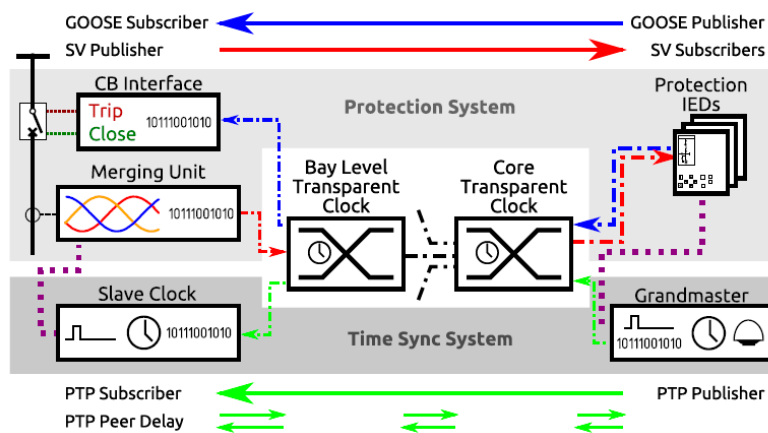 GOOSE Subscriber
GOOSE Publisher
SV Publisher
SV Subscribers
CB Interface
Protection System
Protection
IEDs
Trip
Close
10111001010
Merging Unit
10111001010
Bay Level
Transparent
Clock
Core
Transparent
Clock
Slave Clock
10111001010
Time Sync System
Grandmaster
10111001010
PTP Subscriber
PTP Publisher
PTP Peer Delay